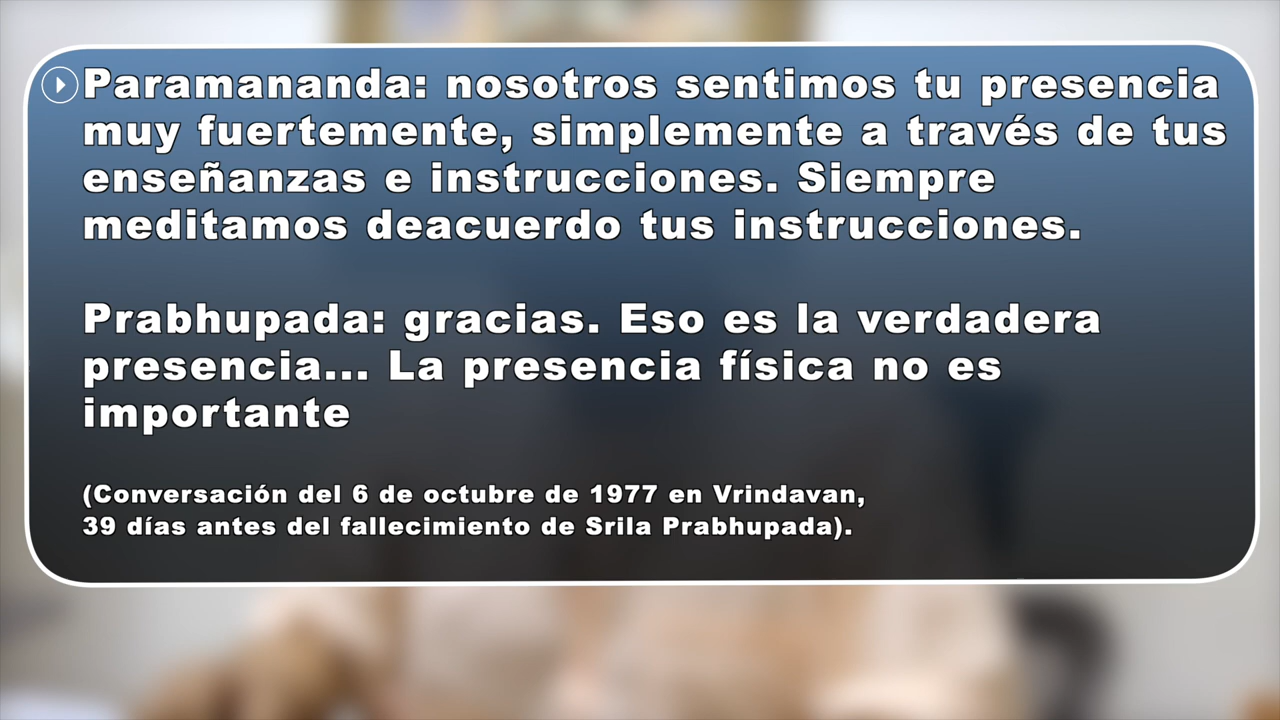 Paramananda: nosotros sentimos tu presencia
muy fuertemente, simplemente a través de tus
enseñanzas e instrucciones. Siempre
meditamos deacuerdo tus instrucciones.
Prabhupada: gracias. Eso es la verdadera
presencia... La presencia física no es
importante
(Conversación del 6 de octubre de 1977 en Vrindavan,
39 días antes del fallecimiento de Srila Prabhupada).